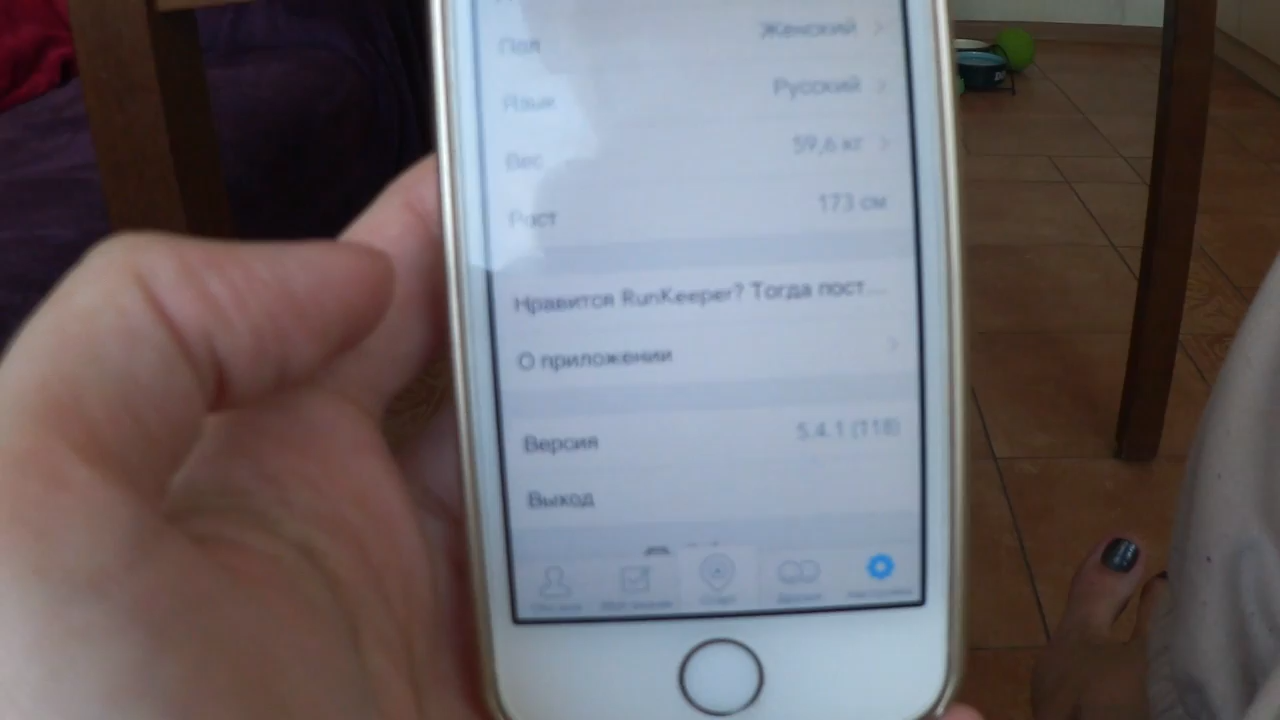 Пол Женский
Язык Русский
Вес 59,6 кг
Рост 173 см
Нравится RunKeeper? Тогда пост...
О приложении
Версия 5.4.1 (118)
Выход